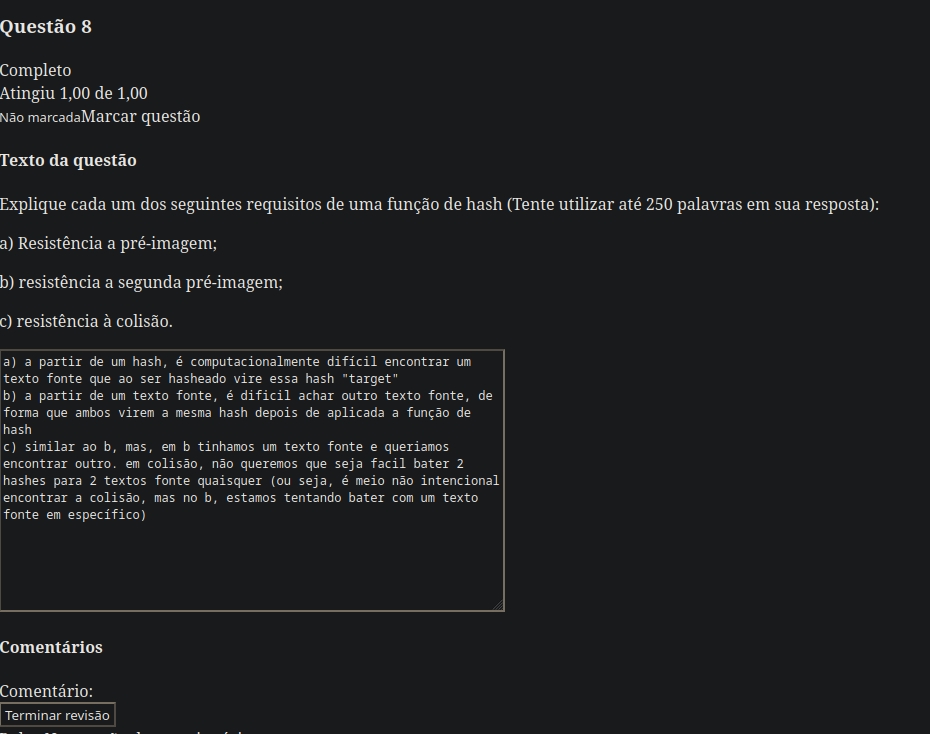 Questão 8
Completo
Atingiu 1,00 de 1,00
Não marcadaMarcar questão
Texto da questão
Explique cada um dos seguintes requisitos de uma função de hash (Tente utilizar até 250 palavras em sua resposta):
a) Resistência a pré-imagem;
b) resistência a segunda pré-imagem;
c) resistência à colisão.
a) a partir de um hash, é computacionalmente difícil encontrar um
texto fonte que ao ser hasheado vire essa hash "target"
b) a partir de um texto fonte, é dificil achar outro texto fonte, de
forma que ambos virem a mesma hash depois de aplicada a função de
hash
c) similar ao b, mas, em b tinhamos um texto fonte e queriamos
encontrar outro. em colisão, não queremos que seja facil bater 2
hashes para 2 textos fonte quaisquer (ou seja, é meio não intencional
encontrar a colisão, mas no b, estamos tentando bater com um texto
fonte em específico)
Comentários
Comentário:
Terminar revisão